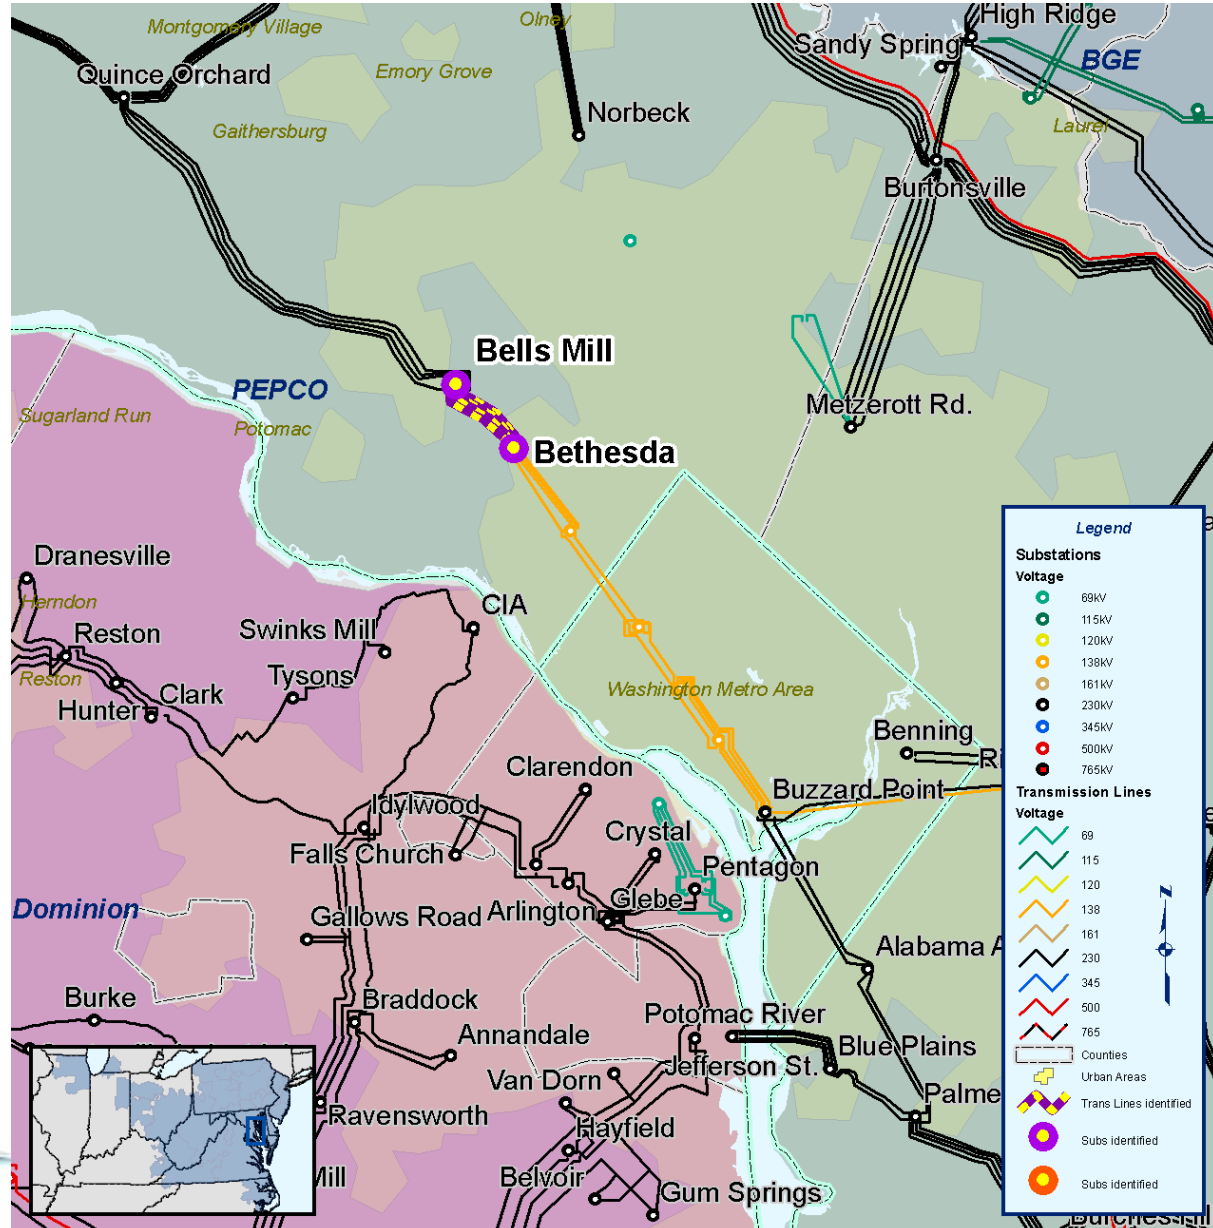 Montgomery Village
Olney
High Ridge
Sandy Spring
BGE
Quince Orchard
Emory Grove
Norbeck
Gaithersburg
Laurel
Burtonsville
Bells Mill
PEPCO
Sugarland Run
Potomac
Metzerott Rd.
Bethesda
Dranesville
Herndon
CIA
Reston
Swinks Mill
Reston
Tysons
Clark
Hunter
Washington Metro Area
Benning
Ri
Clarendon
Buzzard Point
Idylwood
Crystal
Falls Church
Pentagon
Glebe
Dominion
Gallows Road
Arlington
Alabama A
Burke
Braddock
Annandale
Potomac River
Blue Plains
Jefferson St.
Van Dorn
Palme
Ravensworth
Hayfield
Mill
Belvoir
Gum Springs
Legend
Substations
Voltage
69kV
115kV
120kV
138kV
161kV
230kV
345kV
500kV
765kV
Transmission Lines
Voltage
69
115
120
138
161
230
345
500
765
Counties
Urban Areas
Trans Lines identified
Subs identified
Subs identified
N